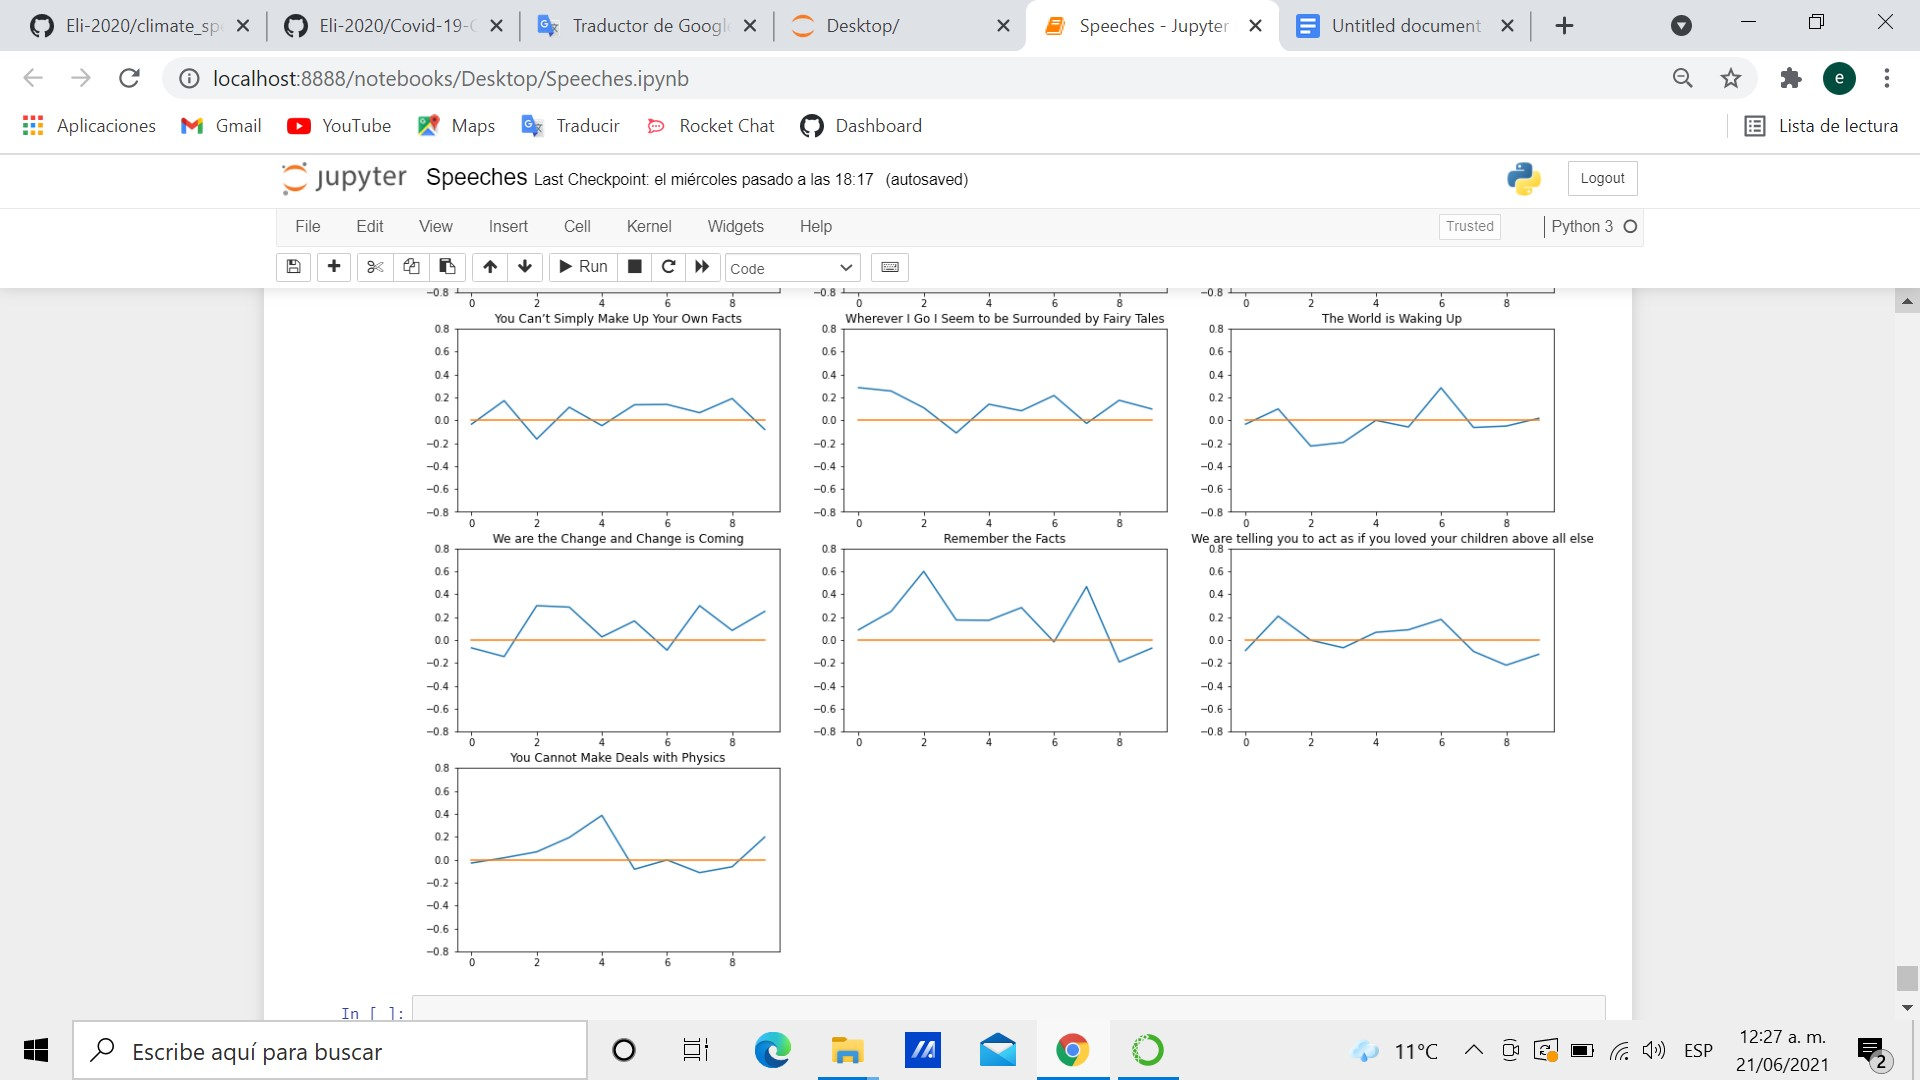 Eli-2020/climate_sp
Eli-2020/Covid-19-C
Traductor de Googl
Desktop/
Speeches - Jupyter
Untitled document
localhost:8888/notebooks/Desktop/Speeches.ipynb
e
Aplicaciones
Gmail
YouTube
Maps
Traducir
Rocket Chat
Dashboard
Lista de lectura
jupyter Speeches Last Checkpoint: el miércoles pasado a las 18:17 (autosaved)
Logout
File Edit View Insert Cell Kernel Widgets Help
Trusted
Python 3
Run
Code
−0.8 −0.8 −0.8
0 2 4 6 8 0 2 4 6 8 0 2 4 6 8
You Can’t Simply Make Up Your Own Facts
0.8
0.6
0.4
0.2
0.0
−0.2
−0.4
−0.6
−0.8
0 2 4 6 8
Wherever I Go I Seem to be Surrounded by Fairy Tales
0.8
0.6
0.4
0.2
0.0
−0.2
−0.4
−0.6
−0.8
0 2 4 6 8
The World is Waking Up
0.8
0.6
0.4
0.2
0.0
−0.2
−0.4
−0.6
−0.8
0 2 4 6 8
We are the Change and Change is Coming
0.8
0.6
0.4
0.2
0.0
−0.2
−0.4
−0.6
−0.8
0 2 4 6 8
Remember the Facts
0.8
0.6
0.4
0.2
0.0
−0.2
−0.4
−0.6
−0.8
0 2 4 6 8
We are telling you to act as if you loved your children above all else
0.8
0.6
0.4
0.2
0.0
−0.2
−0.4
−0.6
−0.8
0 2 4 6 8
You Cannot Make Deals with Physics
0.8
0.6
0.4
0.2
0.0
−0.2
−0.4
−0.6
−0.8
0 2 4 6 8
In [ ]:
Escribe aquí para buscar
11°C
ESP
12:27 a. m.
21/06/2021
2